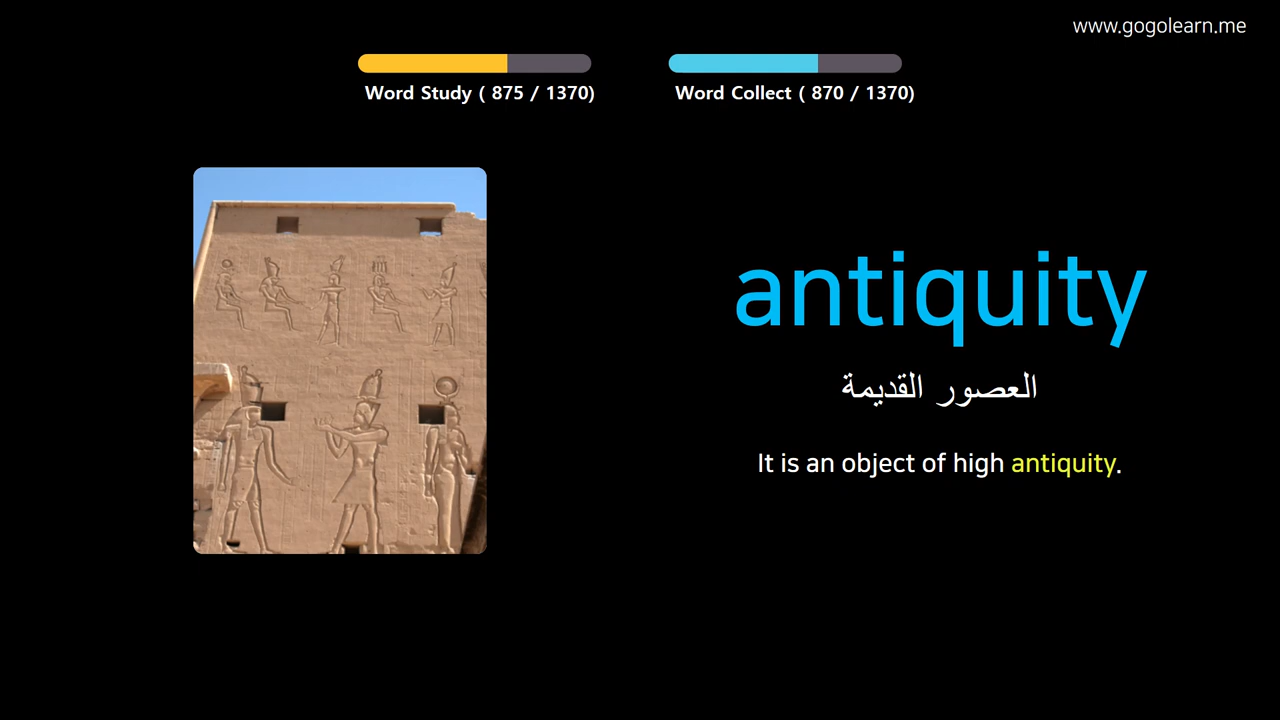 www.gogolearn.me
Word Study ( 875 / 1370)
Word Collect ( 870 / 1370)
antiquity
العصور القديمة
It is an object of high antiquity.